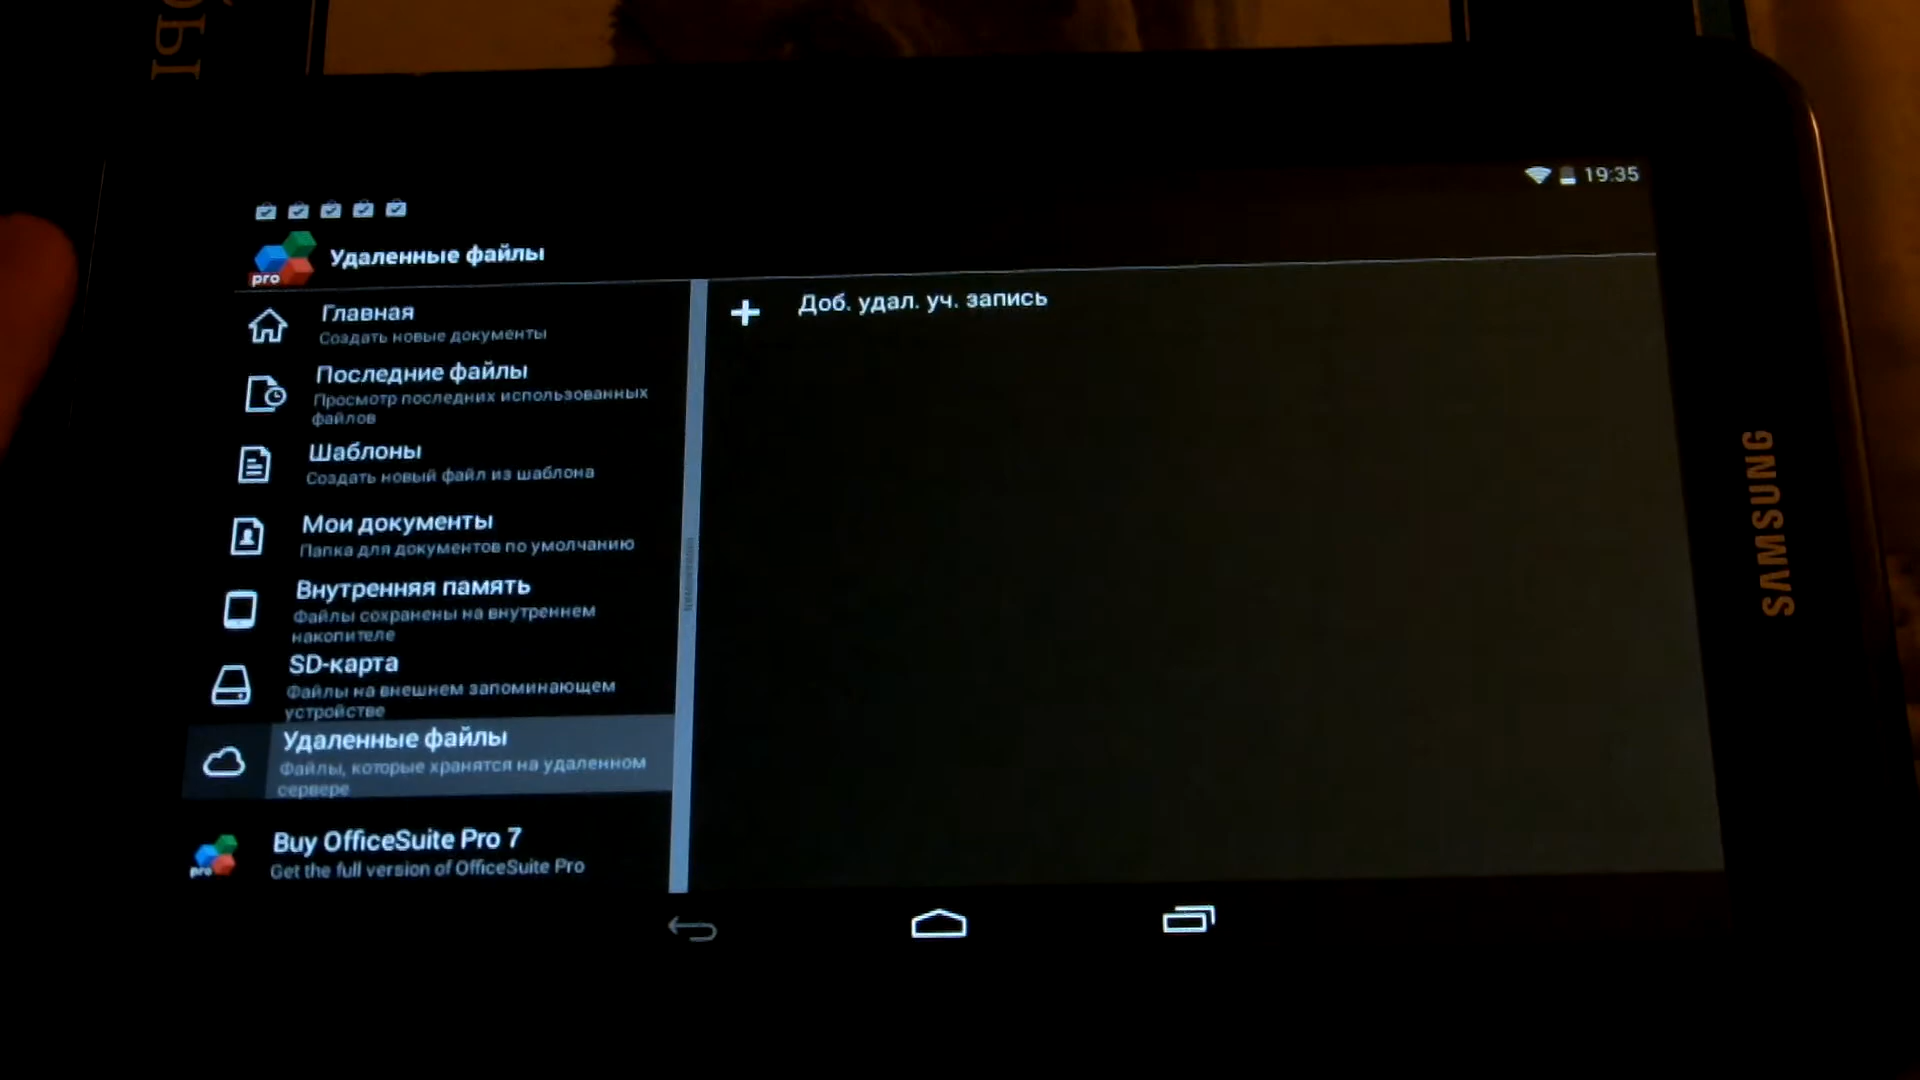 БЫ
19:35
pro
Удаленные файлы
Главная
Создать новые документы
Последние файлы
Просмотр последних использованных
файлов
Шаблоны
Создать новый файл из шаблона
Мои документы
Папка для документов по умолчанию
Внутренняя память
Файлы сохранены на внутреннем
накопителе
SD-карта
Файлы на внешнем запоминающем
устройстве
Удаленные файлы
Файлы, которые хранятся на удаленном
сервере
pro
Buy OfficeSuite Pro 7
Get the full version of OfficeSuite Pro
Доб. удал. уч. запись
SAMSUNG